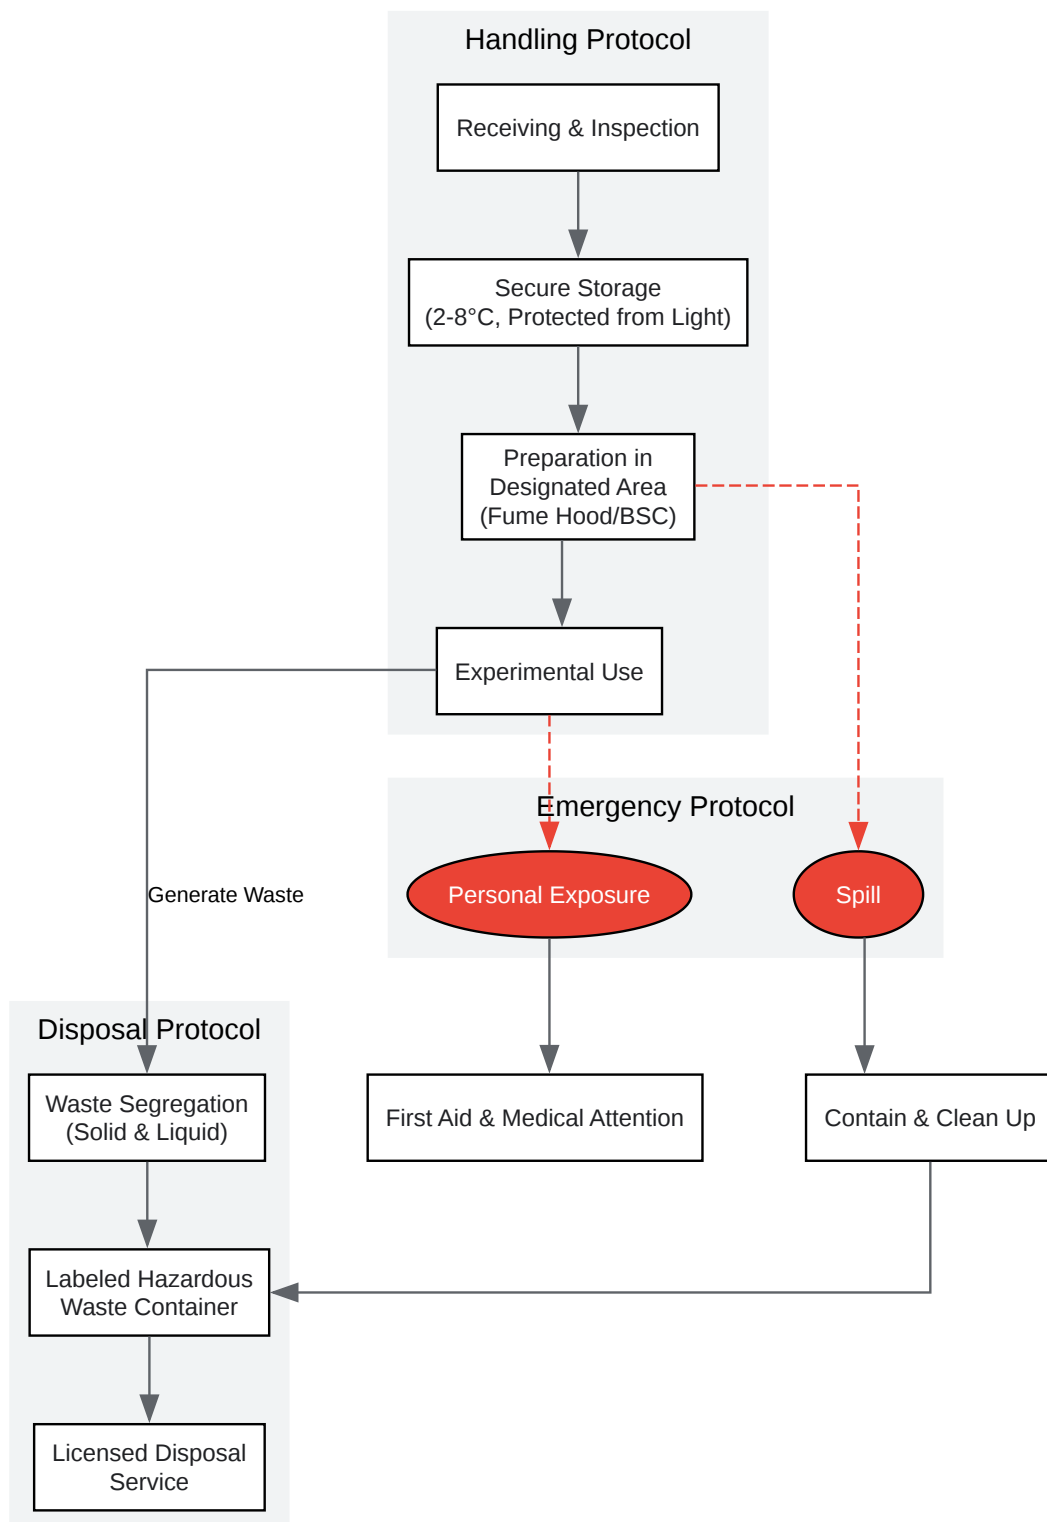 Handling Protocol
Receiving & Inspection
Secure Storage
(2-8°C, Protected from Light)
Preparation in
Designated Area
(Fume Hood/BSC)
Experimental Use
Emergency Protocol
Personal Exposure
Spill
Generate Waste
Disposal Protocol
Waste Segregation
(Solid & Liquid)
First Aid & Medical Attention
Contain & Clean Up
Labeled Hazardous
Waste Container
Licensed Disposal
Service